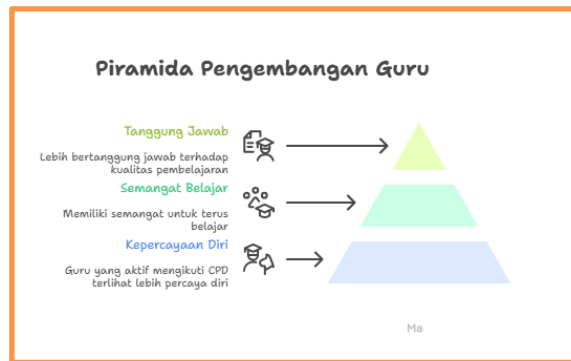 Piramida Pengembangan Guru
Tanggung Jawab
Lebih bertanggung jawab terhadap
kualitas pembelajaran
Semangat Belajar
Memiliki semangat untuk terus
belajar
Kepercayaan Diri
Guru yang aktif mengikuti CPD
terlihat lebih percaya diri
Ma